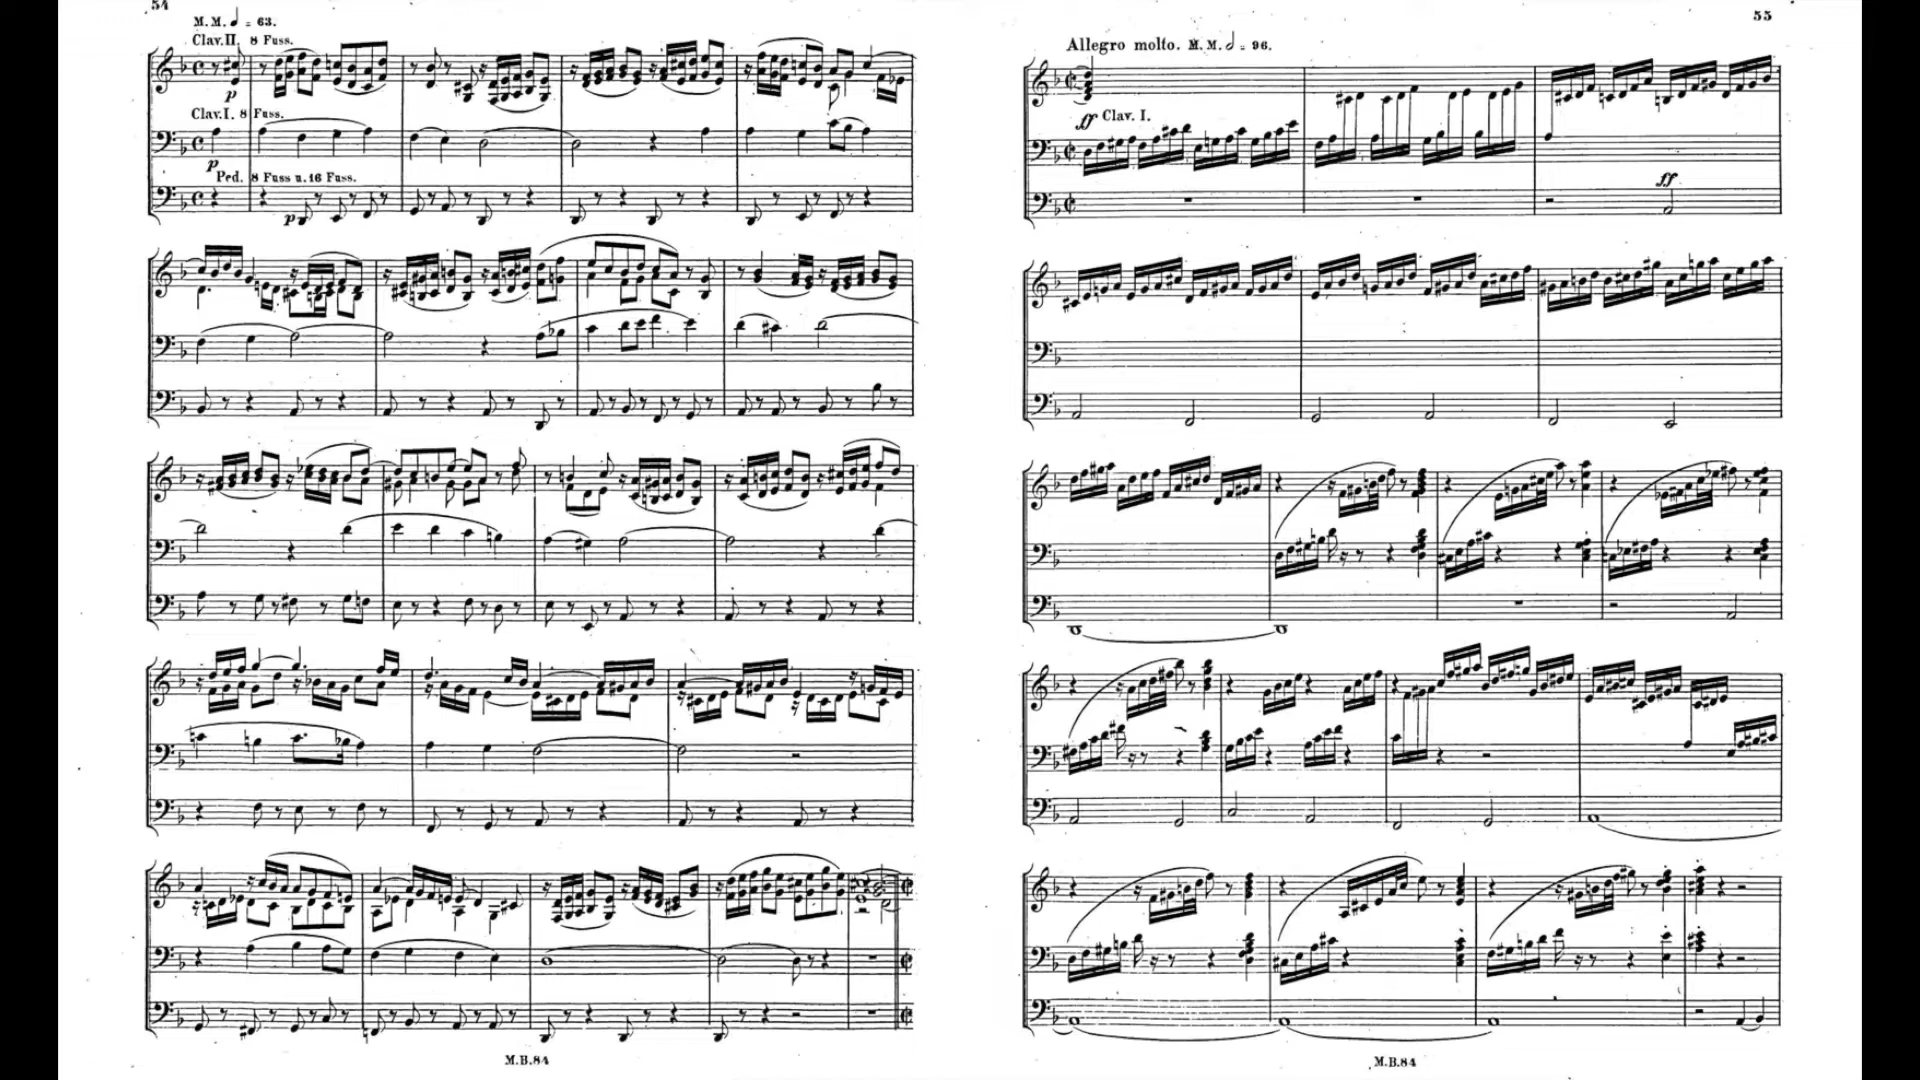 54
M. M. ♩ = 63.
Clav. II. 8 Fuss.
p
Clav. I. 8 Fuss.
p
Ped. 8 Fuss u. 16 Fuss.
p
M.B.84
55
Allegro molto. M. M. 𝅗𝅥 = 96.
ff Clav. I.
ff
M.B.84